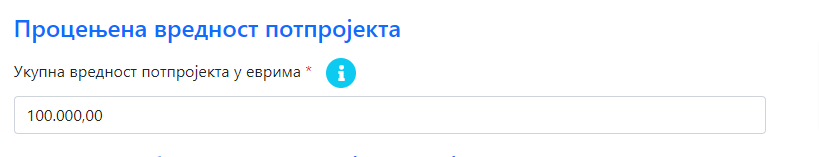 Процењена вредност потпројекта
Укупна вредност потпројекта у еврима *
100.000,00